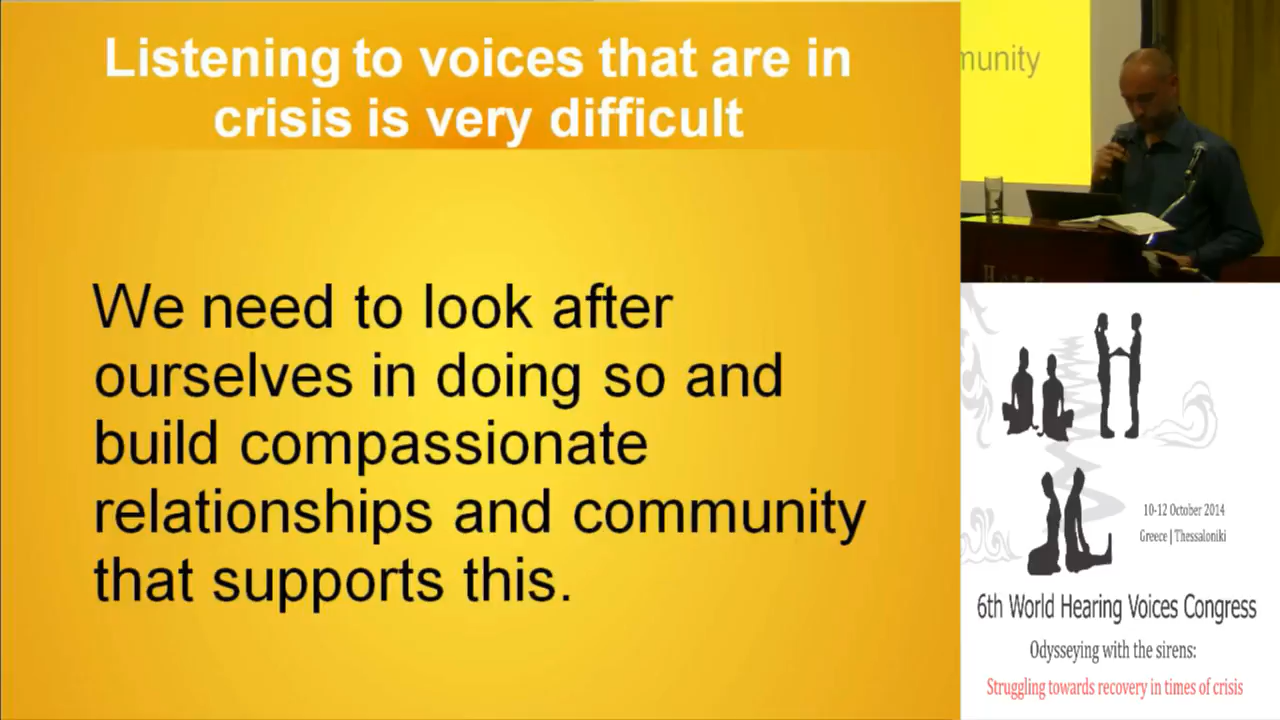 Listening to voices that are in
crisis is very difficult
We need to look after
ourselves in doing so and
build compassionate
relationships and community
that supports this.
10-12 October 2014
Greece | Thessaloniki
6th World Hearing Voices Congress
Odysseying with the sirens:
Struggling towards recovery in times of crisis